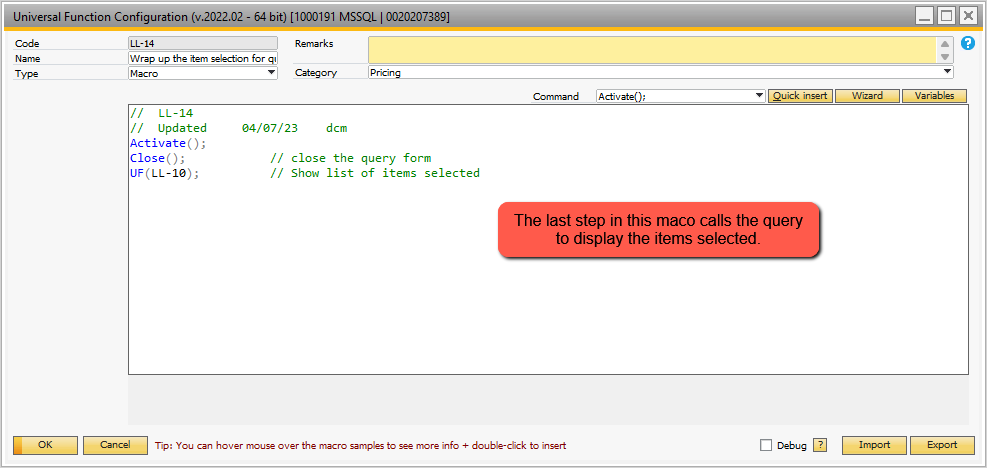 Universal Function Configuration (v.2022.02 - 64 bit) [1000191 MSSQL | 0020207389]
Code LL-14 Remarks
Name Wrap up the item selection for
Type Macro Category Pricing
Command Activate(); Quick insert Wizard Variables
// LL-14
// Updated 04/07/23 dcm
Activate();
Close(); // close the query form
UF(LL-10); // Show list of items selected
The last step in this maco calls the query
to display the items selected.
OK Cancel Tip: You can hover mouse over the macro samples to see more info + double-click to insert Debug ? Import Export